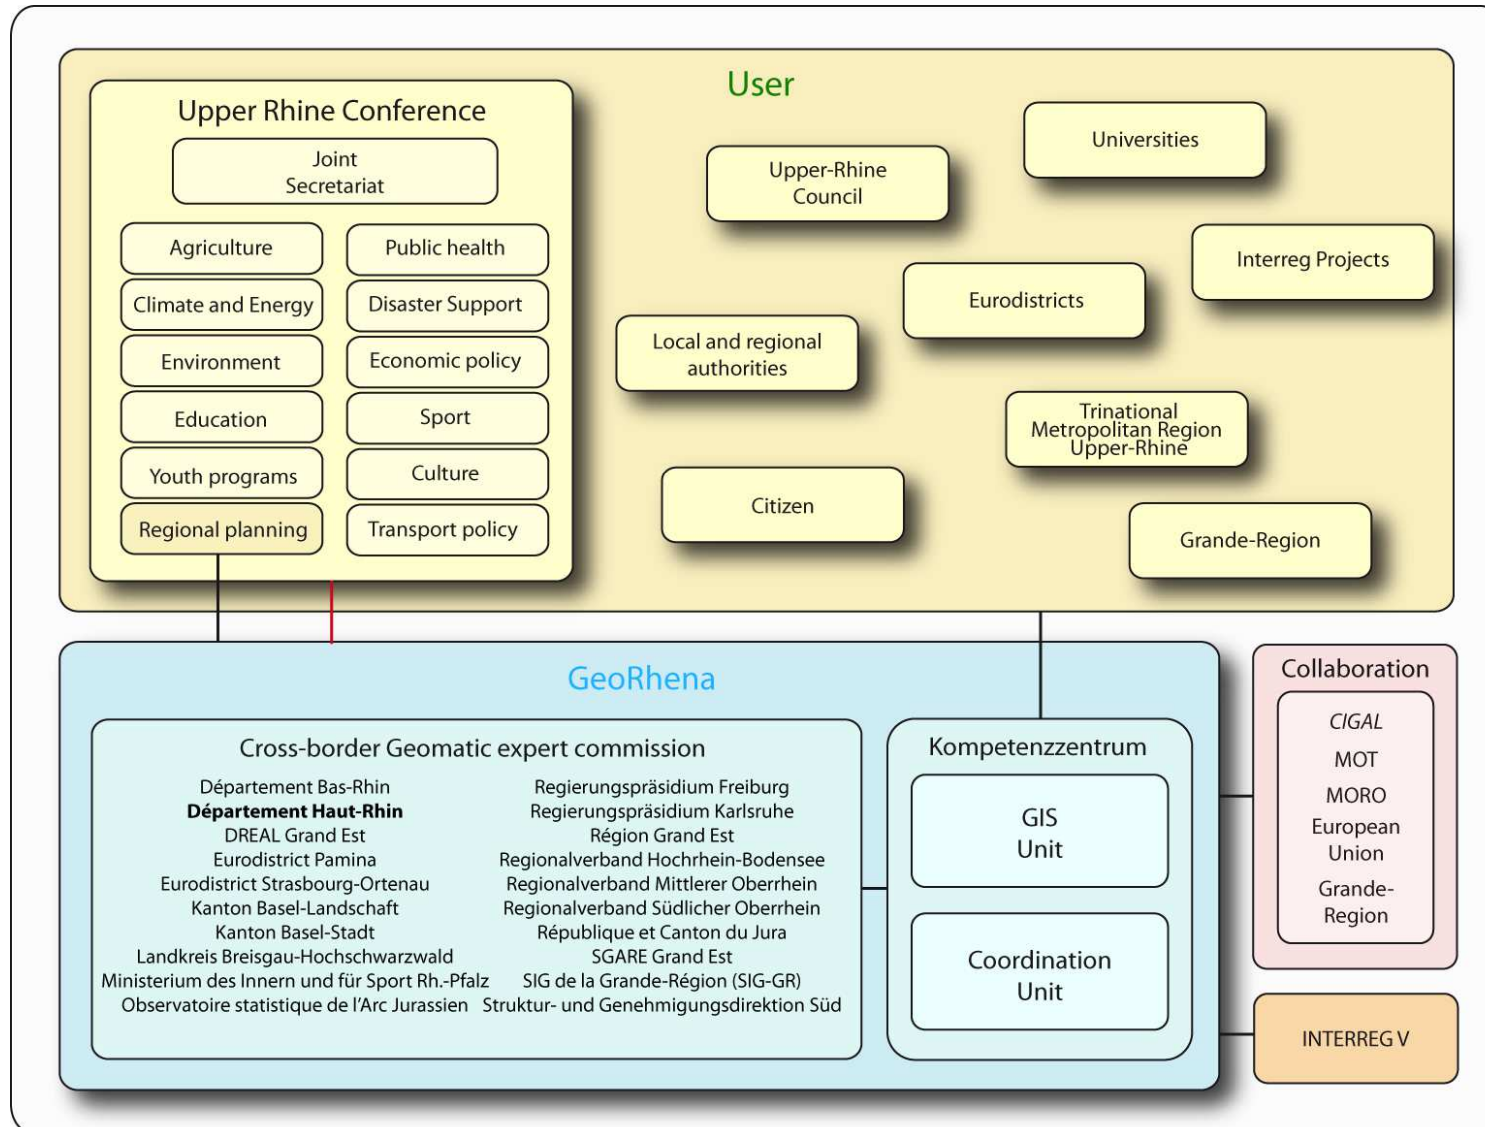 User
Upper Rhine Conference
Joint
Secretariat
Agriculture
Climate and Energy
Environment
Education
Youth programs
Regional planning
Public health
Disaster Support
Economic policy
Sport
Culture
Transport policy
Upper-Rhine
Council
Universities
Interreg Projects
Eurodistricts
Local and regional
authorities
Trinational
Metropolitan Region
Upper-Rhine
Citizen
Grande-Region
GeoRhena
Cross-border Geomatic expert commission
Département Bas-Rhin
Département Haut-Rhin
DREAL Grand Est
Eurodistrict Pamina
Eurodistrict Strasbourg-Ortenau
Kanton Basel-Landschaft
Kanton Basel-Stadt
Landkreis Breisgau-Hochschwarzwald
Ministerium des Innern und für Sport Rh.-Pfalz
Observatoire statistique de l'Arc Jurassien
Regierungspräsidium Freiburg
Regierungspräsidium Karlsruhe
Région Grand Est
Regionalverband Hochrhein-Bodensee
Regionalverband Mittlerer Oberrhein
Regionalverband Südlicher Oberrhein
République et Canton du Jura
SGARE Grand Est
SIG de la Grande-Région (SIG-GR)
Struktur- und Genehmigungsdirektion Süd
Kompetenzzentrum
GIS
Unit
Coordination
Unit
Collaboration
CIGAL
MOT
MORO
European
Union
Grande-
Region
INTERREG V